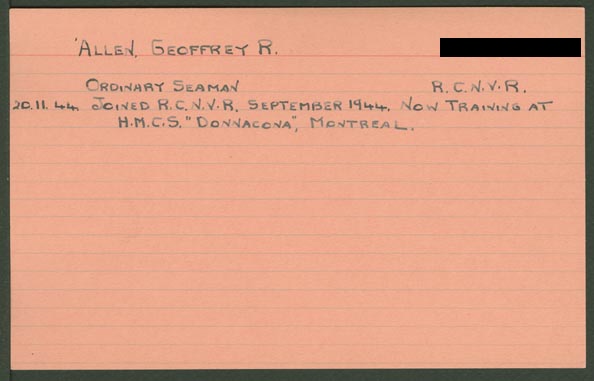 'ALLEN, GEOFFREY R.
ORDINARY SEAMAN R.C.N.V.R.
20.11.44. JOINED R.C.N.V.R. SEPTEMBER 1944. NOW TRAINING AT
H.M.C.S. "DONNACONA", MONTREAL.